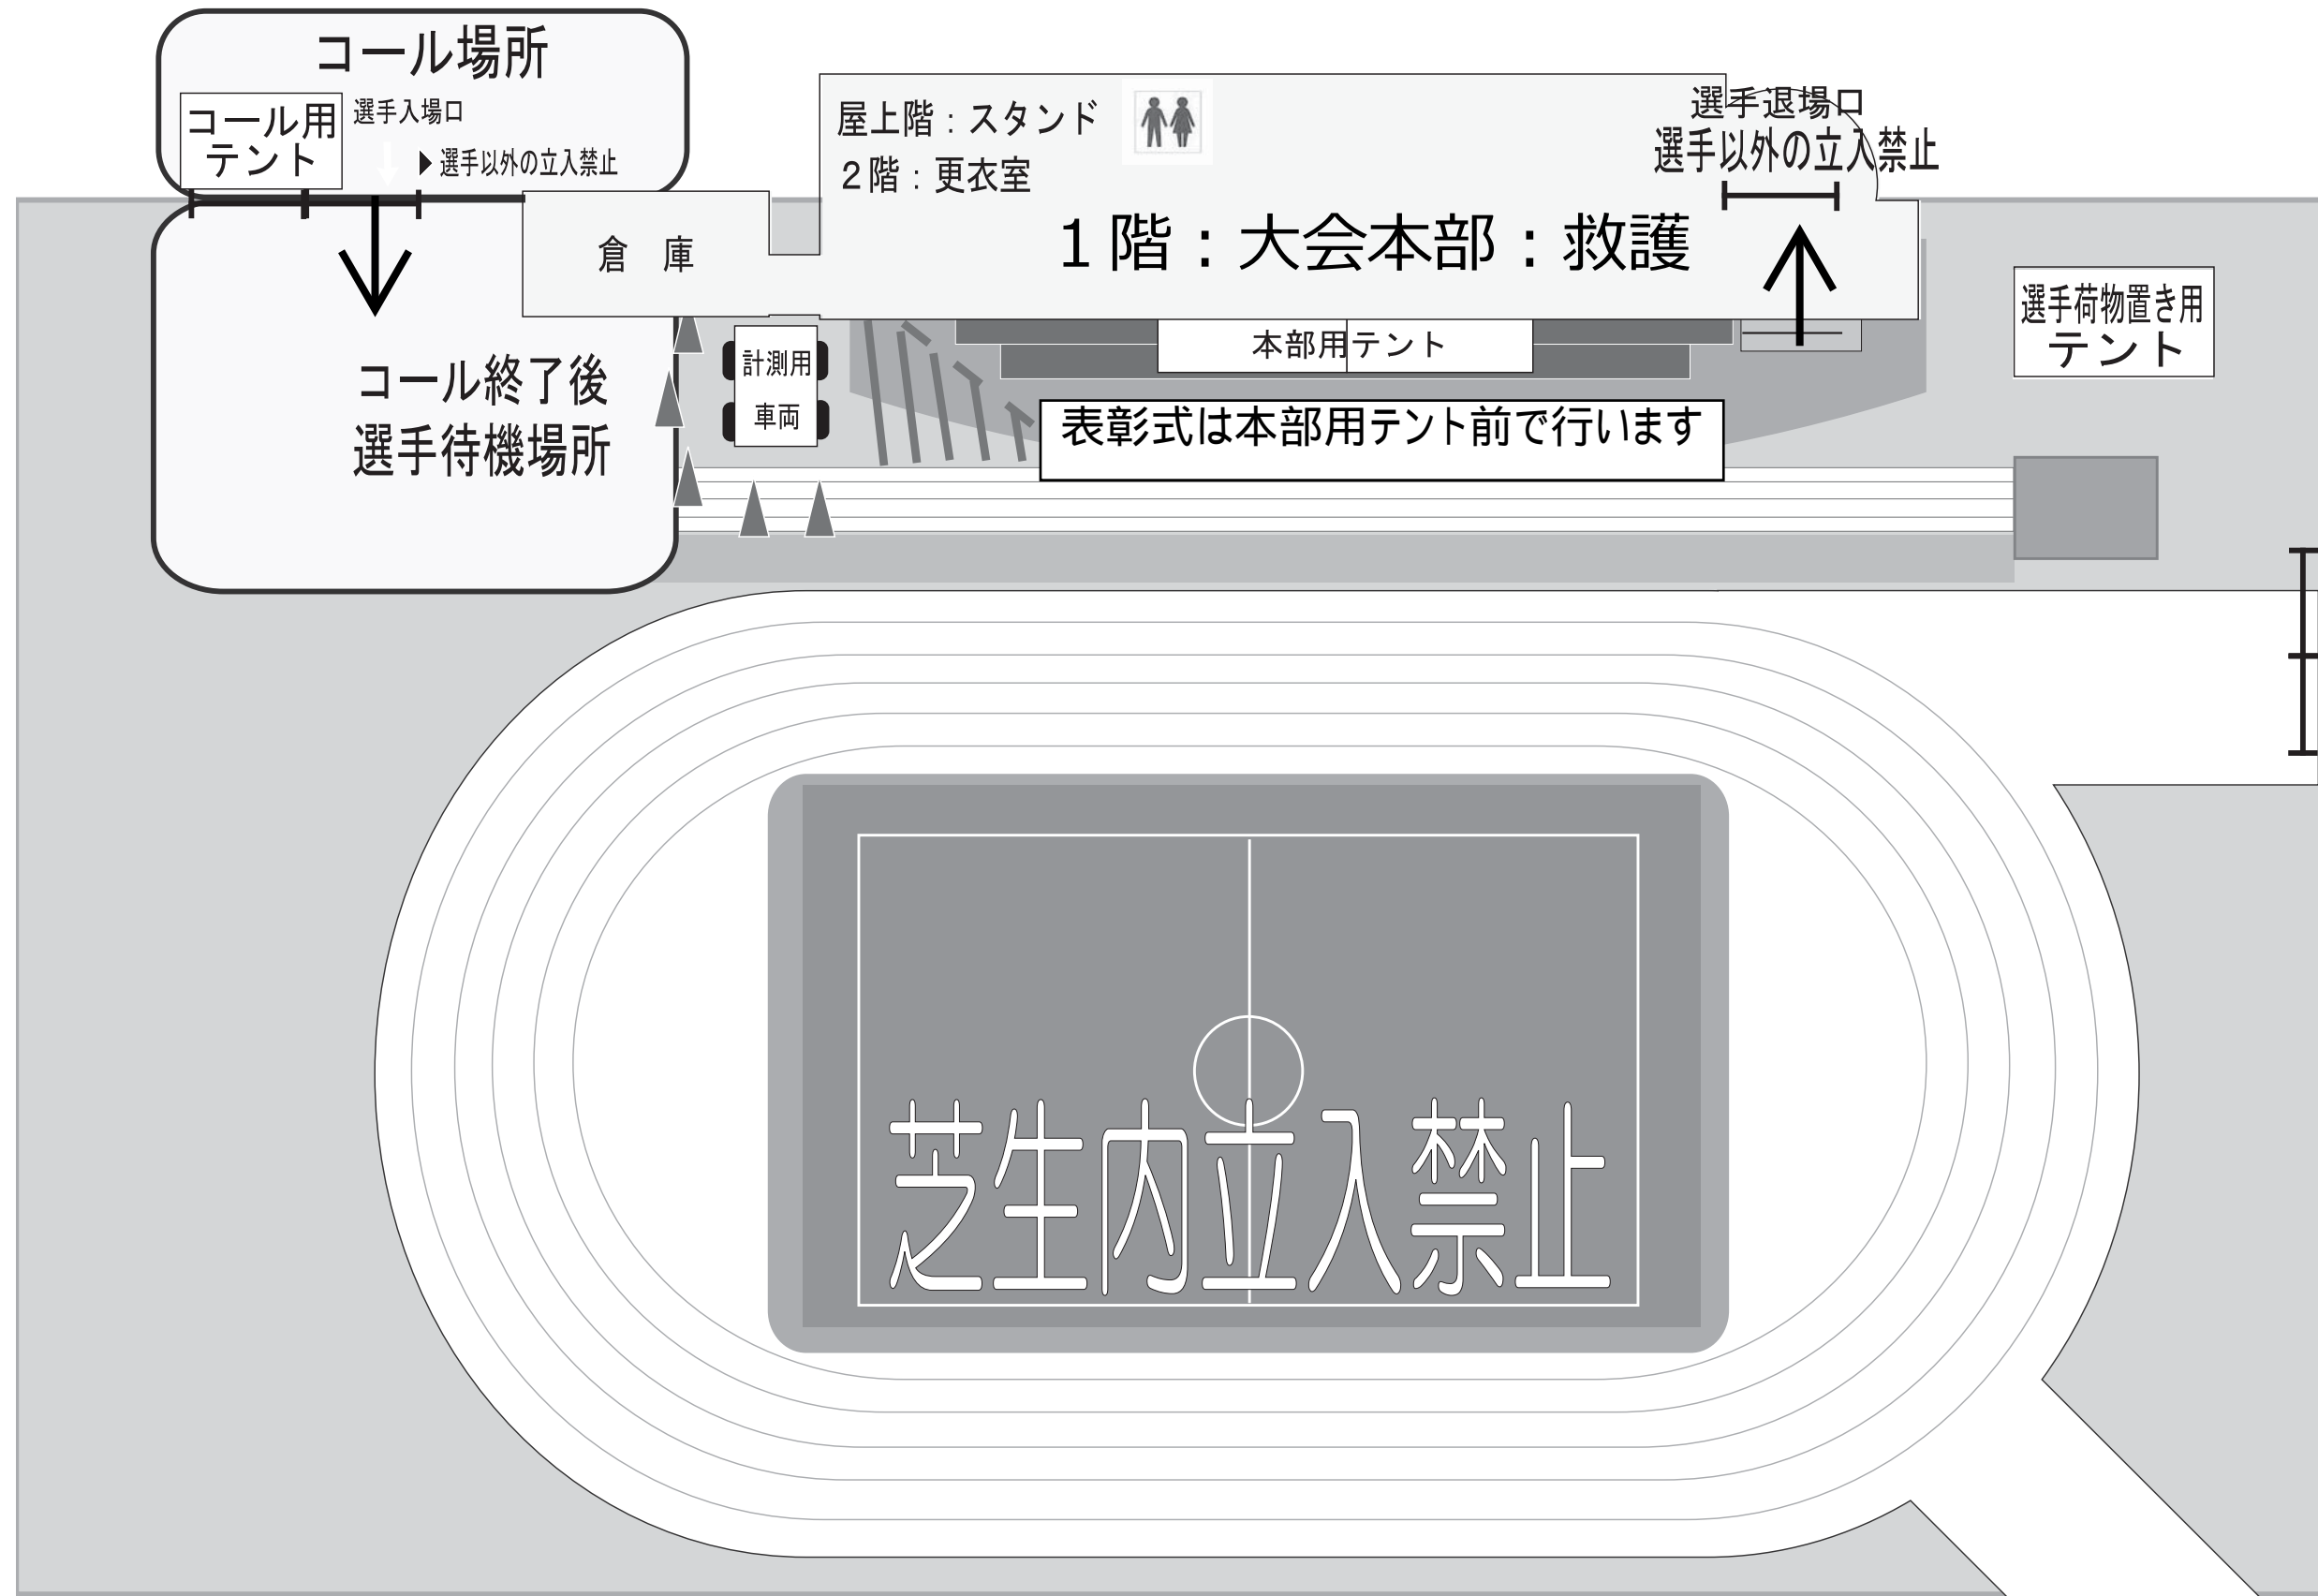 コール場所
コール用
テント
選手入場口
選手以外の立入禁止
屋上階：スタンド
２階：更衣室
１階：大会本部：救護
選手退場口
選手以外の立入禁止
倉　庫
選手荷物置き用
テント
計測用
車両
本部用テント
コール終了後
選手待機場所
表彰式は本部用テント前で行います
芝生内立入禁止